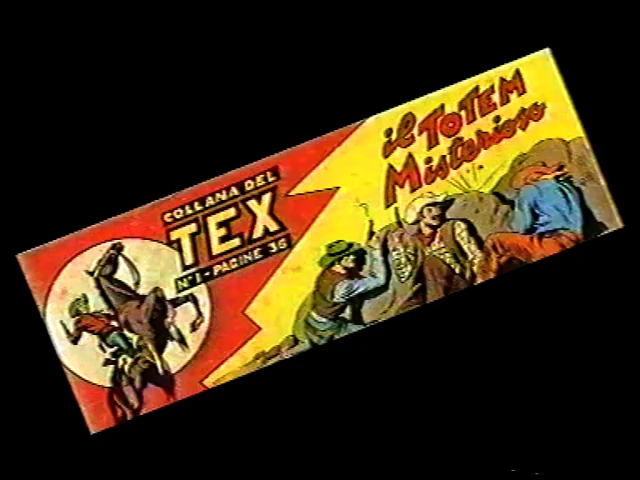 COLLANA DEL
TEX
N°1-PAGINE 36
il TOTEM
Misterioso